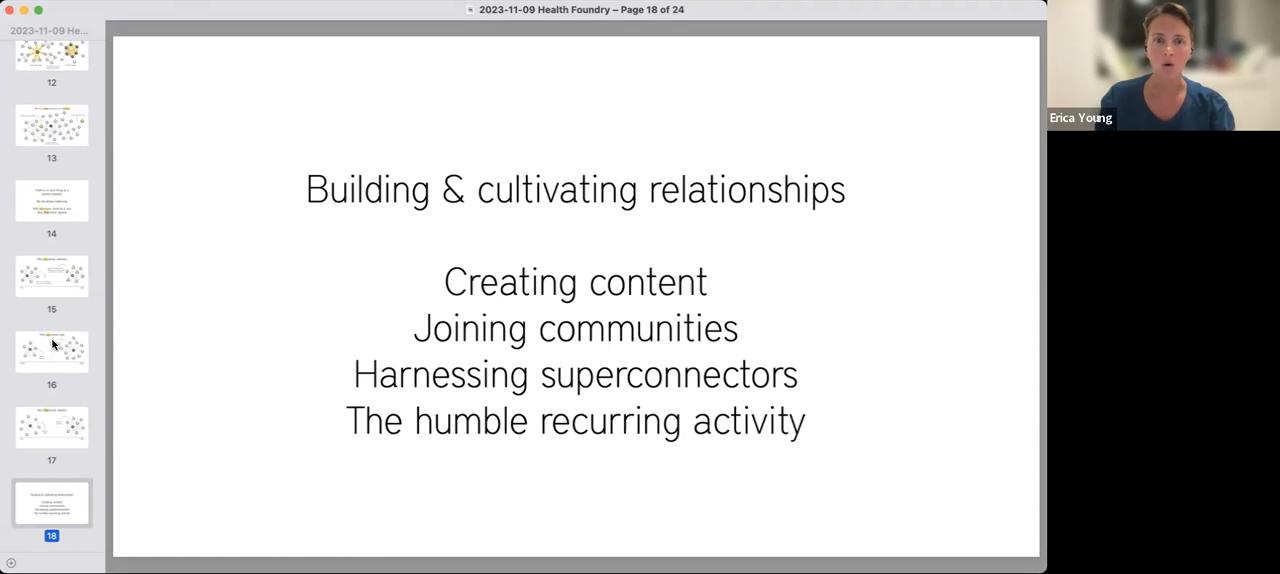 2023-11-09 Health Foundry – Page 18 of 24
2023-11-09 He...
12
13
14
15
16
17
18
Building & cultivating relationships
Creating content
Joining communities
Harnessing superconnectors
The humble recurring activity
Erica Young